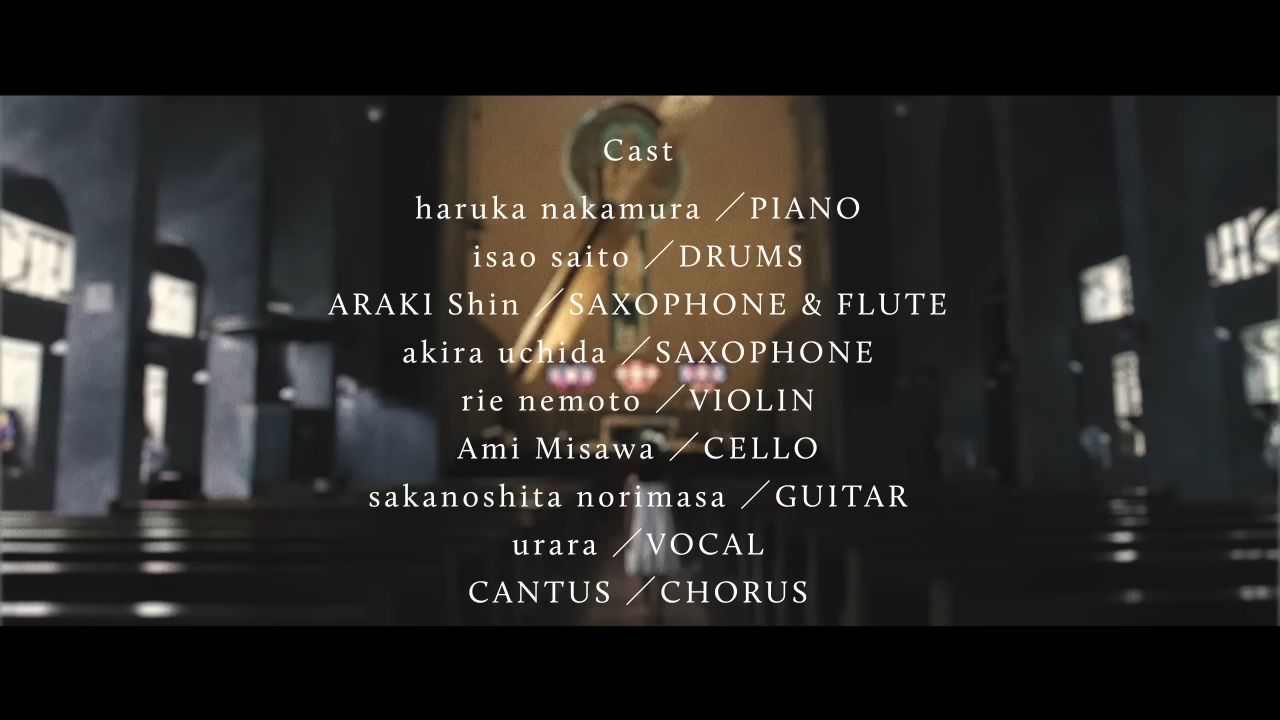 Cast
haruka nakamura ／PIANO
isao saito ／DRUMS
ARAKI Shin ／SAXOPHONE & FLUTE
akira uchida ／SAXOPHONE
rie nemoto ／VIOLIN
Ami Misawa ／CELLO
sakanoshita norimasa ／GUITAR
urara ／VOCAL
CANTUS ／CHORUS